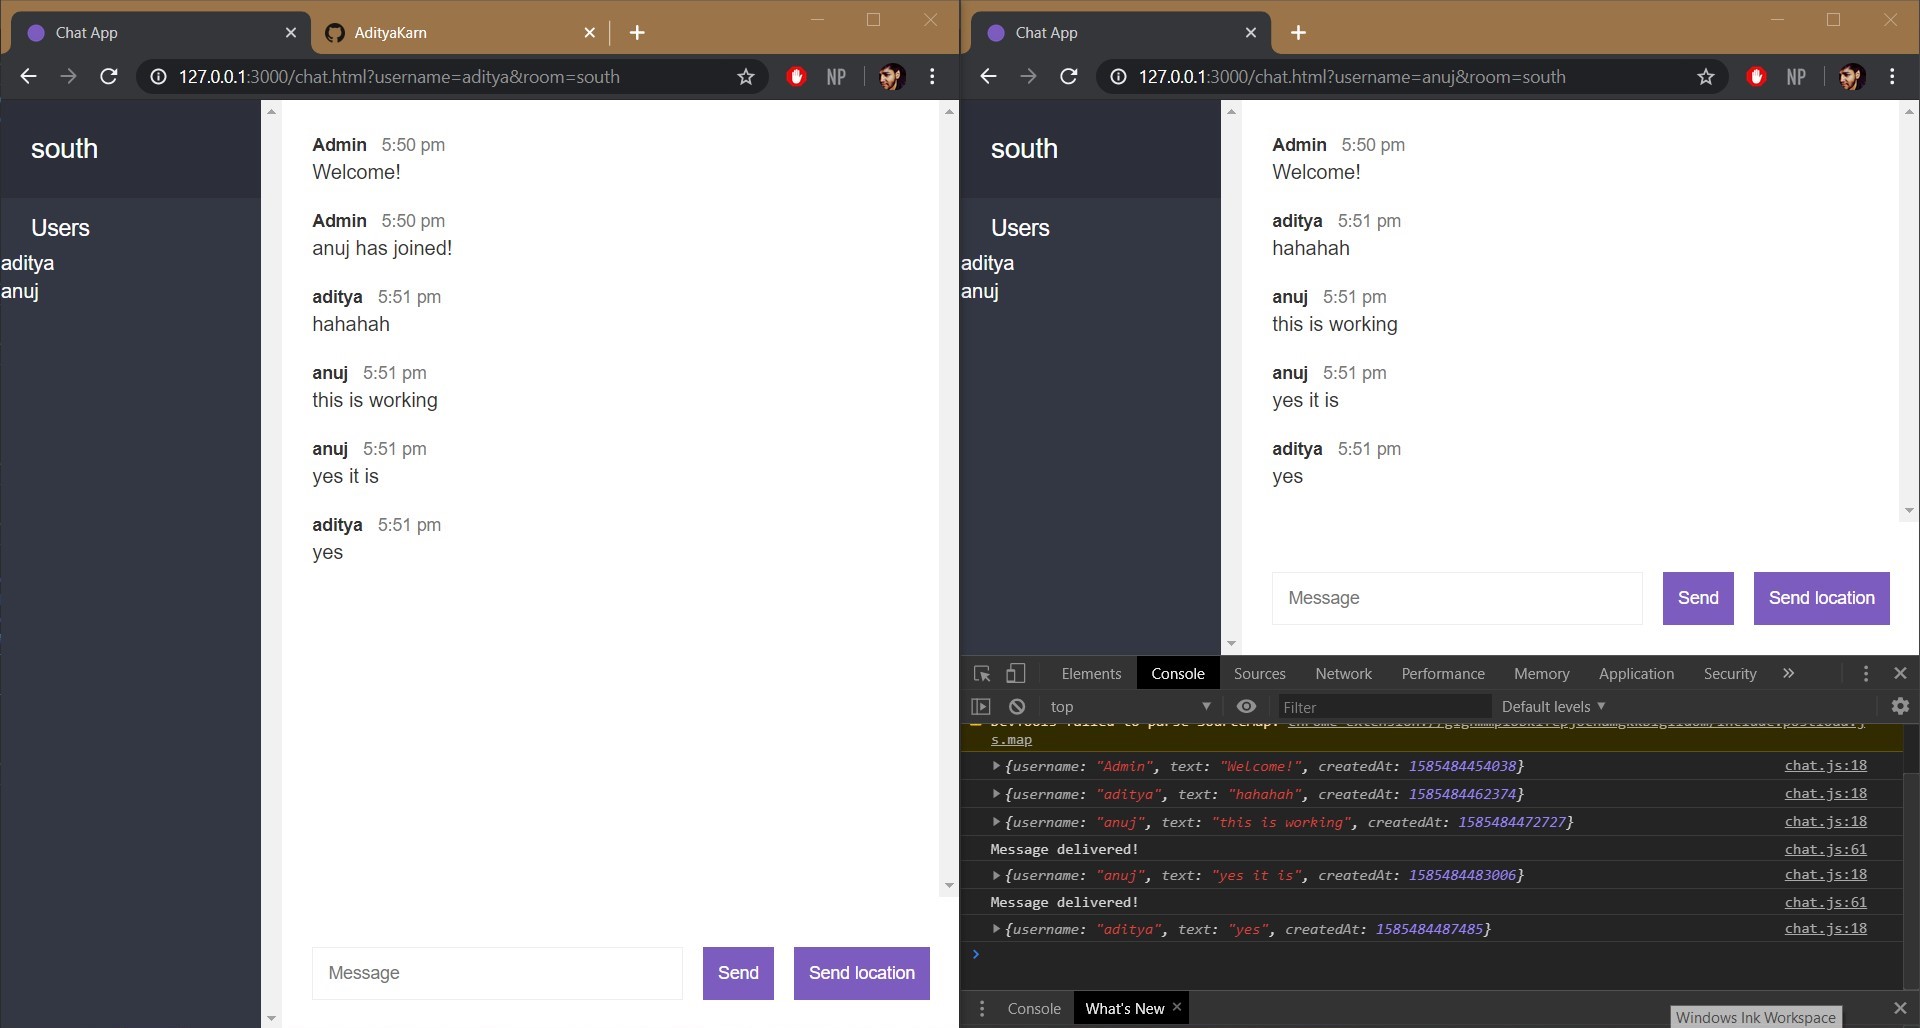 Chat App
AdityaKarn
127.0.0.1:3000/chat.html?username=aditya&room=south
NP
south
Users
aditya
anuj
Admin 5:50 pm
Welcome!
Admin 5:50 pm
anuj has joined!
aditya 5:51 pm
hahahah
anuj 5:51 pm
this is working
anuj 5:51 pm
yes it is
aditya 5:51 pm
yes
Message
Send
Send location
Chat App
127.0.0.1:3000/chat.html?username=anuj&room=south
NP
south
Users
aditya
anuj
Admin 5:50 pm
Welcome!
aditya 5:51 pm
hahahah
anuj 5:51 pm
this is working
anuj 5:51 pm
yes it is
aditya 5:51 pm
yes
Message
Send
Send location
Elements Console Sources Network Performance Memory Application Security »
top Filter Default levels
DevTools failed to parse SourceMap:
s.map
{username: "Admin", text: "Welcome!", createdAt: 1585484454038} chat.js:18
{username: "aditya", text: "hahahah", createdAt: 1585484462374} chat.js:18
{username: "anuj", text: "this is working", createdAt: 1585484472727} chat.js:18
Message delivered! chat.js:61
{username: "anuj", text: "yes it is", createdAt: 1585484483006} chat.js:18
Message delivered! chat.js:61
{username: "aditya", text: "yes", createdAt: 1585484487485} chat.js:18
Console What's New
Windows Ink Workspace